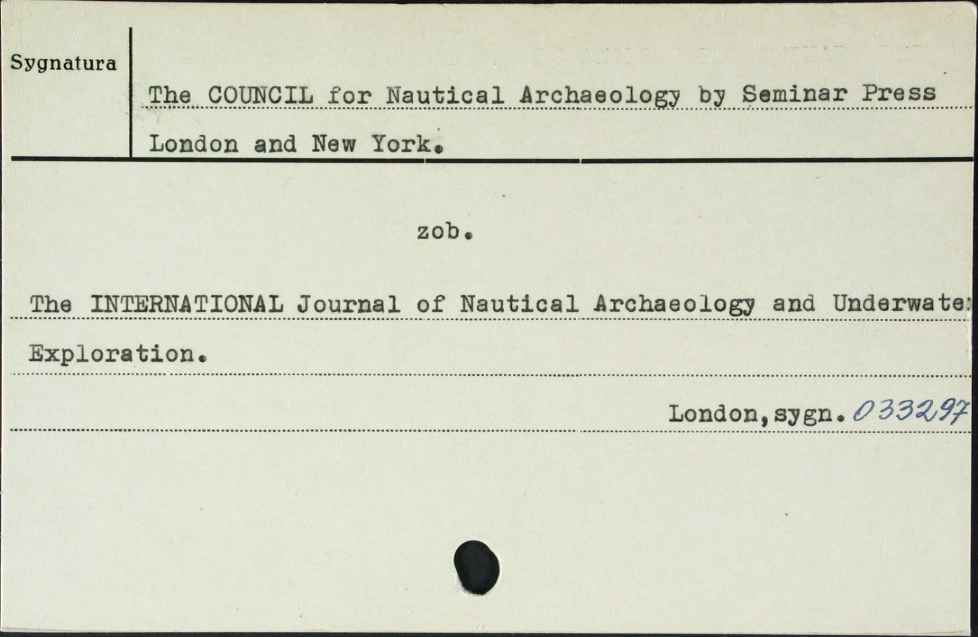 Sygnatura
The COUNCIL for Nautical Archaeology by Seminar Press
London and New York.
zob.
The INTERNATIONAL Journal of Nautical Archaeology and Underwater
Exploration.
London,sygn. 033297